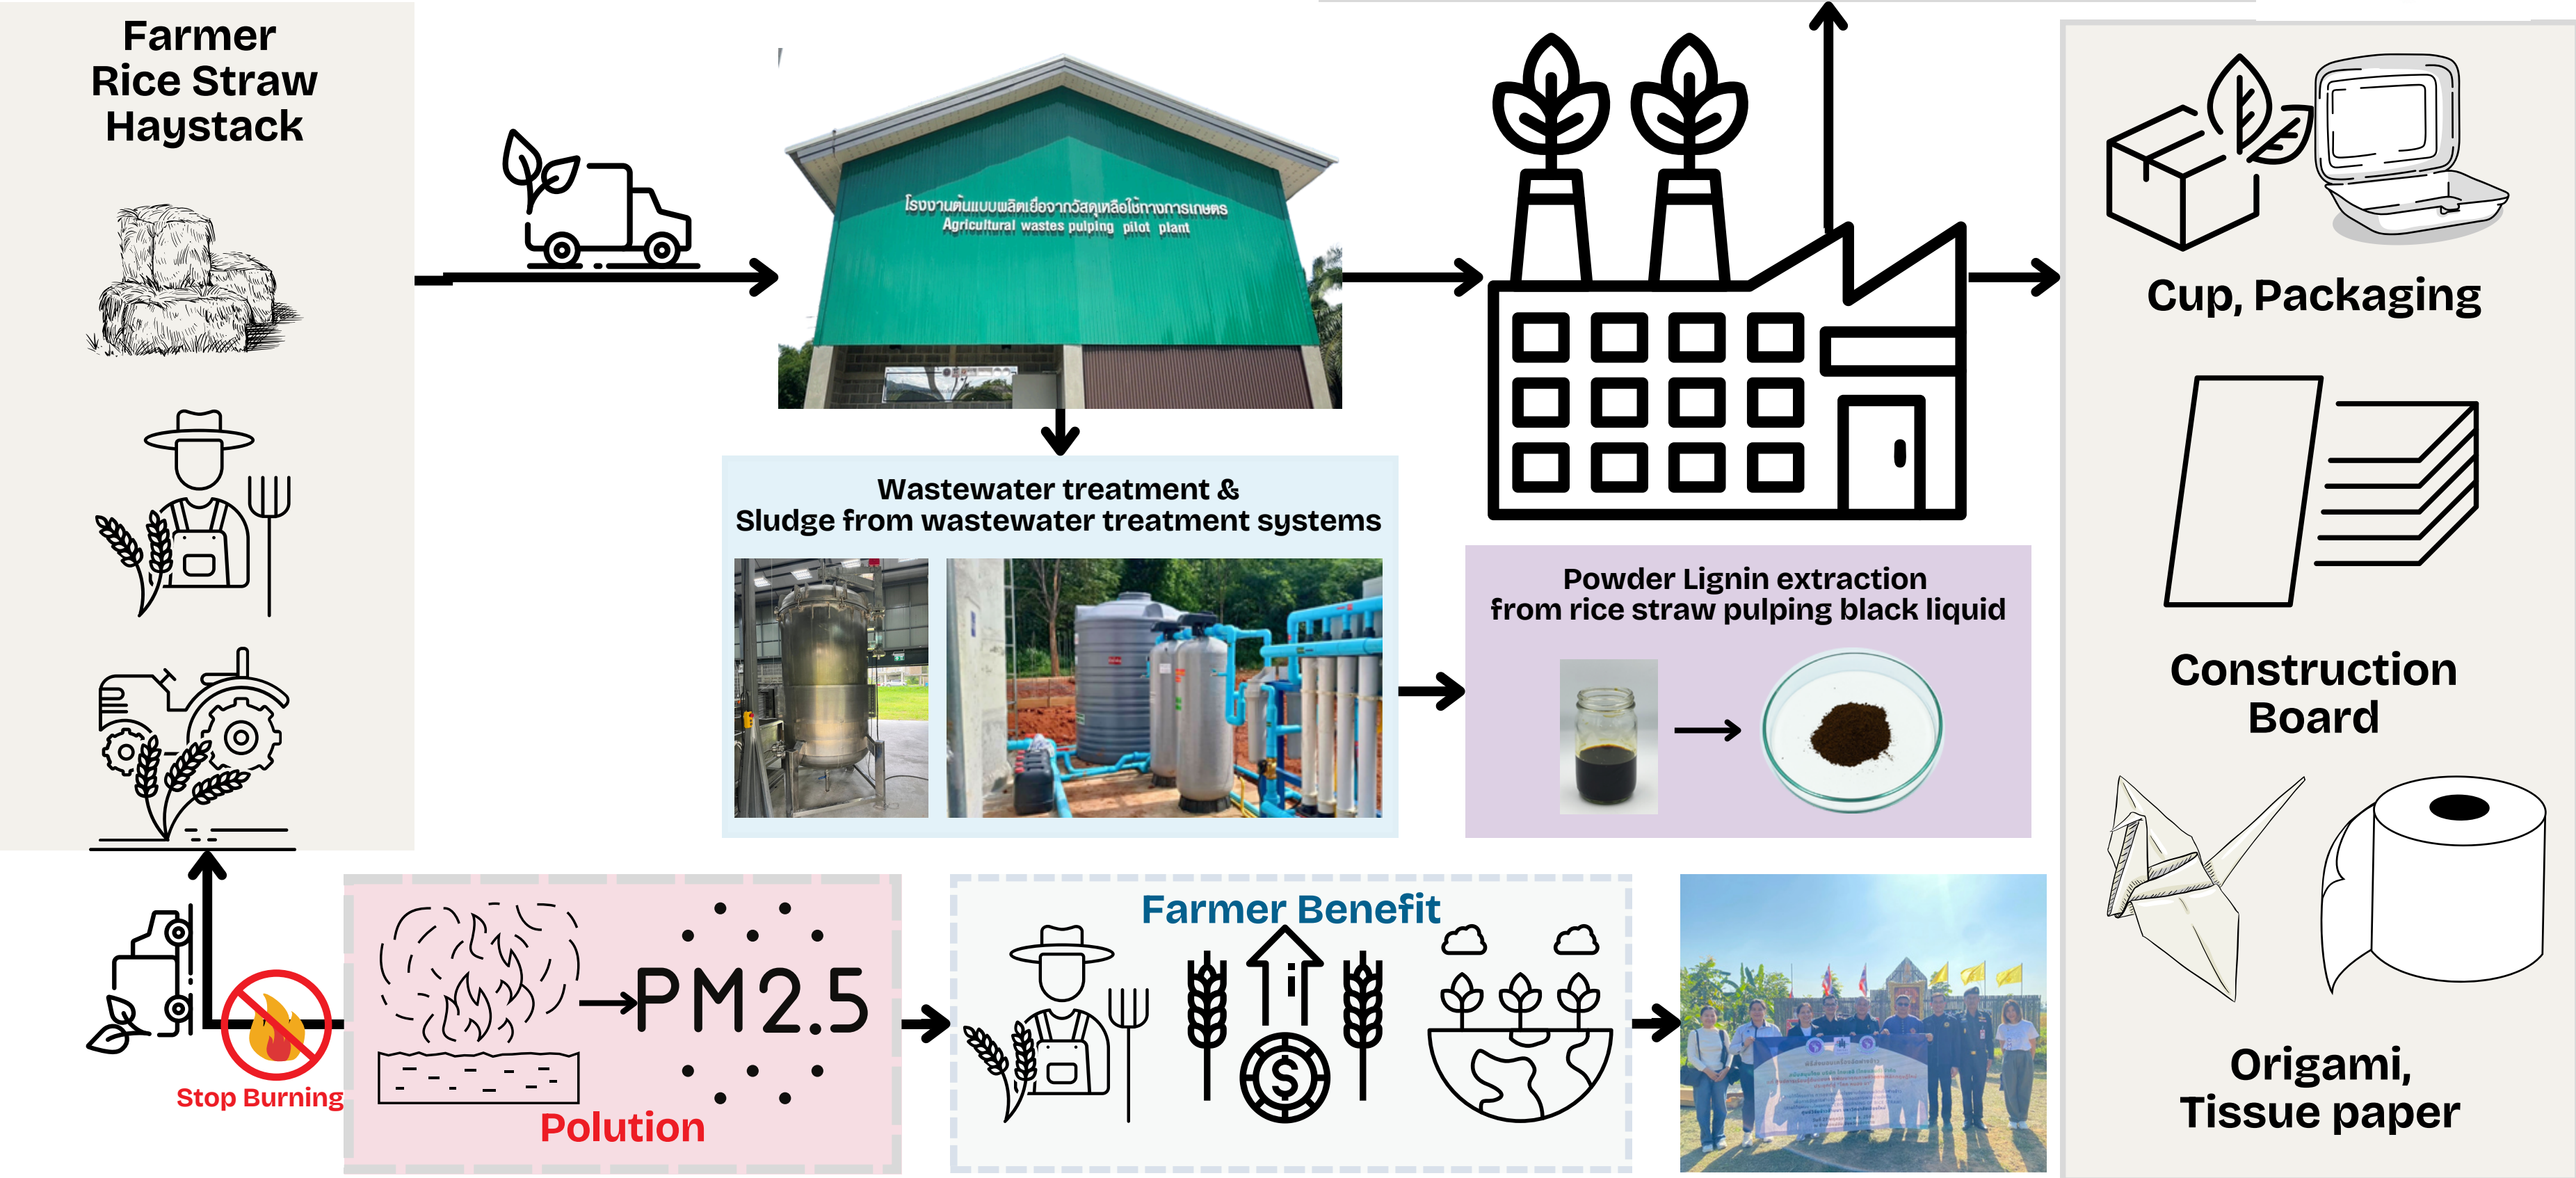 Farmer
Rice Straw
Haystack
โรงงานต้นแบบผลิตเยื่อจากวัสดุเหลือใช้ทางการเกษตร
Agricultural wastes pulping pilot plant
Cup, Packaging
Wastewater treatment &
Sludge from wastewater treatment systems
Powder Lignin extraction
from rice straw pulping black liquid
Construction
Board
Stop Burning
PM2.5
Polution
Farmer Benefit
$
Origami,
Tissue paper